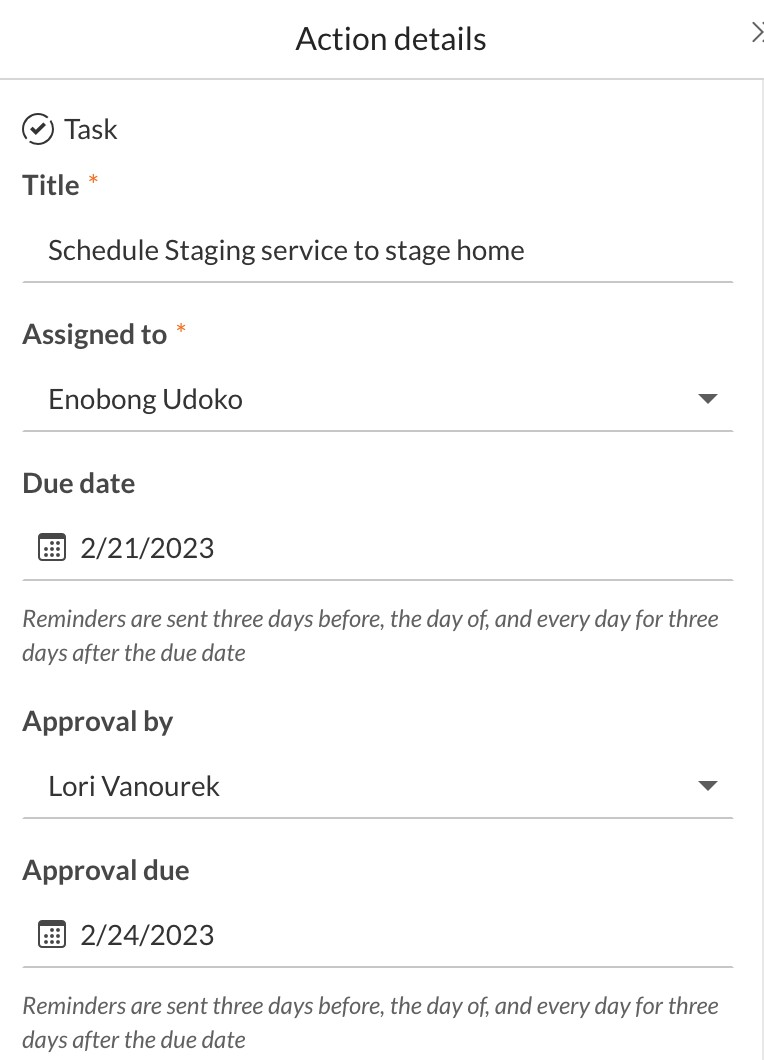 Action details
Task
Title *
Schedule Staging service to stage home
Assigned to *
Enobong Udoko
Due date
2/21/2023
Reminders are sent three days before, the day of, and every day for three
days after the due date
Approval by
Lori Vanourek
Approval due
2/24/2023
Reminders are sent three days before, the day of, and every day for three
days after the due date